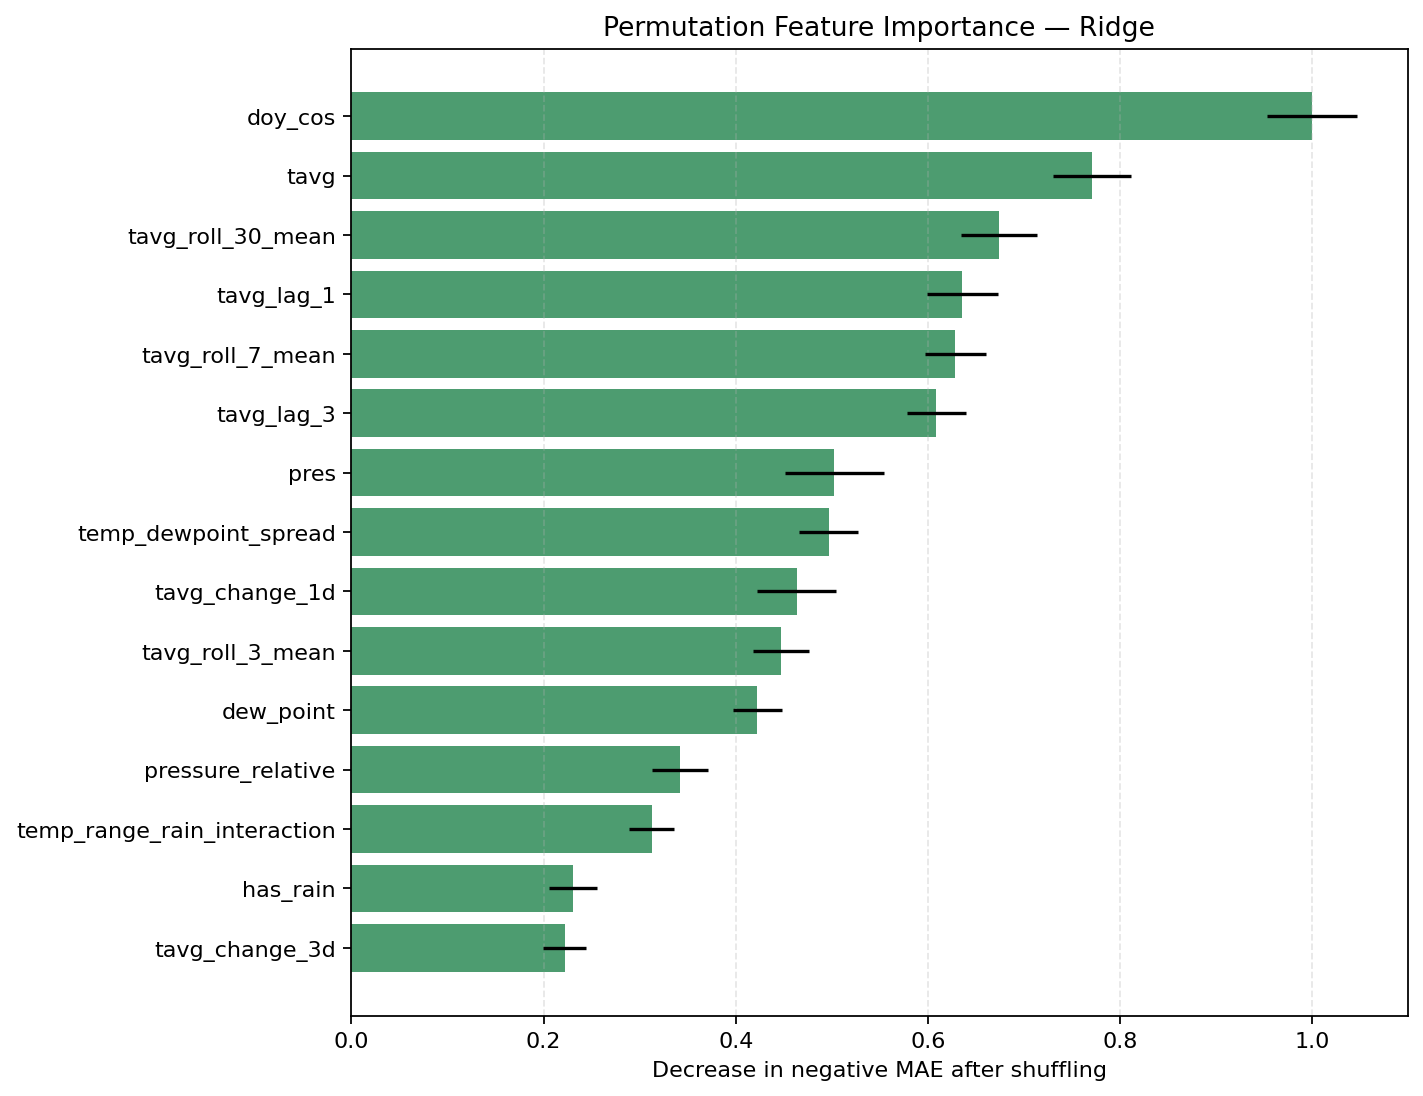 Permutation Feature Importance — Ridge
doy_cos
tavg
tavg_roll_30_mean
tavg_lag_1
tavg_roll_7_mean
tavg_lag_3
pres
temp_dewpoint_spread
tavg_change_1d
tavg_roll_3_mean
dew_point
pressure_relative
temp_range_rain_interaction
has_rain
tavg_change_3d
0.0 0.2 0.4 0.6 0.8 1.0
Decrease in negative MAE after shuffling